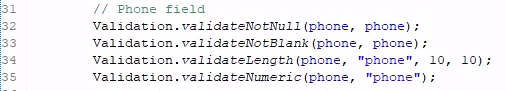 31 // Phone field
32 Validation.validateNotNull(phone, phone);
33 Validation.validateNotBlank(phone, phone);
34 Validation.validateLength(phone, "phone", 10, 10);
35 Validation.validateNumeric(phone, "phone");